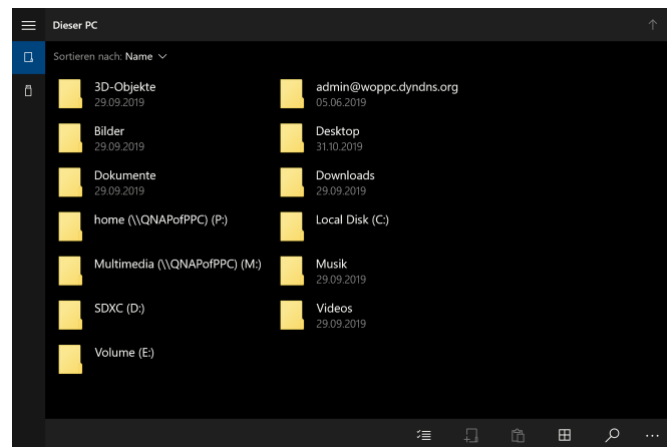 Dieser PC
Sortieren nach: Name
3D-Objekte
29.09.2019
admin@woppc.dyndns.org
05.06.2019
Bilder
29.09.2019
Desktop
31.10.2019
Dokumente
29.09.2019
Downloads
29.09.2019
home (\\QNAPofPPC) (P:)
Local Disk (C:)
Multimedia (\\QNAPofPPC) (M:)
Musik
29.09.2019
SDXC (D:)
Videos
29.09.2019
Volume (E:)